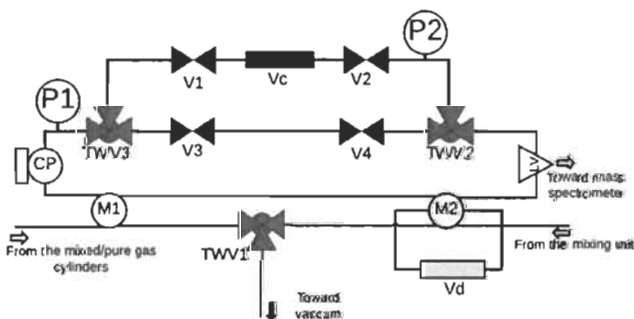 P2
V1
Vc
V2
P1
TWV3
V3
V4
TWV2
CP
LV
Toward mass
spectrometer
M1
M2
From the mixed/pure gas
cylinders
TWV1
From the mixing unit
Vd
Toward
vaccum